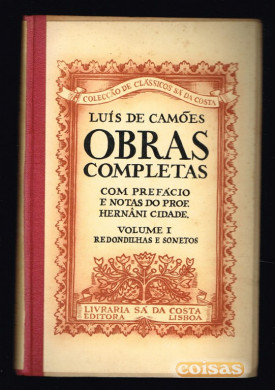 COLECÇÃO DE CLÁSSICOS SÁ DA COSTA
LUÍS DE CAMÕES
OBRAS
COMPLETAS
COM PREFÁCIO
E NOTAS DO PROF.
HERNÂNI CIDADE.
VOLUME I
REDONDILHAS E SONETOS
LIVRARIA SÁ DA COSTA
EDITORA LISBOA
coisas